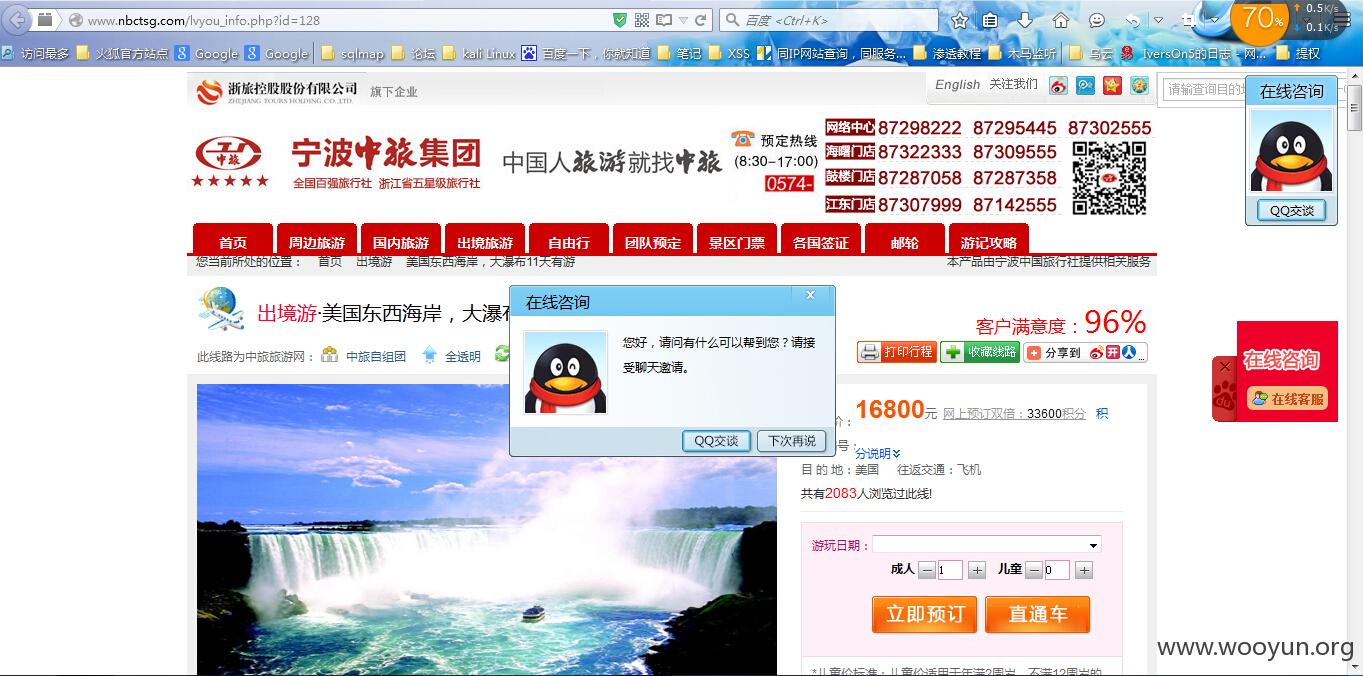 www.nbctsg.com/lvyou_info.php?id=128
百度 <Ctrl+K>
70%
0.5K/s
0.1K/s
访问最多 火狐官方站点 Google Google sqlmap 论坛 kali Linux 百度一下，你就知道 笔记 XSS 同IP网站查询，同服务... 渗透教程 木马监听 乌云 IversOn5的日志 - 网... 提权
浙旅控股股份有限公司 旗下企业
ZHEJIANG TOURS HOLDING CO.,LTD.
English 关注我们
请输查询目的地
在线咨询
QQ交谈
中旅
宁波中旅集团
全国百强旅行社 浙江省五星级旅行社
中国人旅游就找中旅
预定热线
(8:30-17:00)
0574-
网络中心 87298222 87295445 87302555
海曙门店 87322333 87309555
鼓楼门店 87287058 87287358
江东门店 87307999 87142555
首页 周边旅游 国内旅游 出境旅游 自由行 团队预定 景区门票 各国签证 邮轮 游记攻略
您当前所处的位置： 首页 出境游 美国东西海岸，大瀑布11天有游
本产品由宁波中国旅行社提供相关服务
出境游·美国东西海岸，大瀑布
客户满意度：96%
此线路为中旅旅游网： 中旅自组团 全透明
打印行程 收藏线路 分享到
在线咨询
您好，请问有什么可以帮到您？请接
受聊天邀请。
QQ交谈 下次再说
在线咨询
在线客服
du
价： 16800元 网上预订双倍：33600积分 积
号：
分说明
目 的 地：美国 往返交通：飞机
共有2083人浏览过此线!
游玩日期：
成人 1 儿童 0
立即预订 直通车
*儿童价标准：儿童价适用于年满2周岁，不满12周岁的
www.wooyun.org